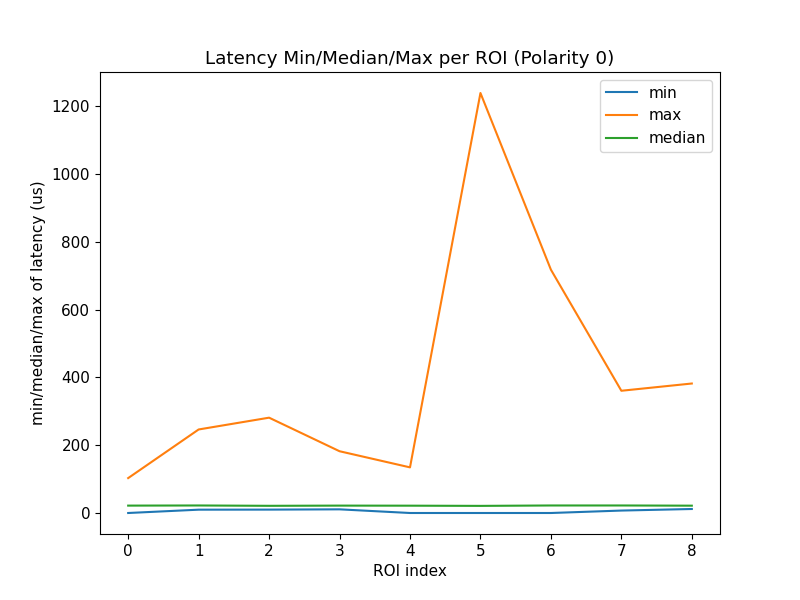 Latency Min/Median/Max per ROI (Polarity 0)
min
max
median
min/median/max of latency (us)
1200
1000
800
600
400
200
0
0 1 2 3 4 5 6 7 8
ROI index